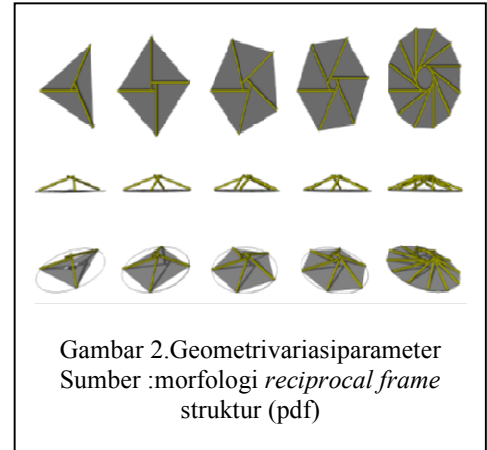 Gambar 2.Geometrivariasiparameter
Sumber :morfologi reciprocal frame
struktur (pdf)